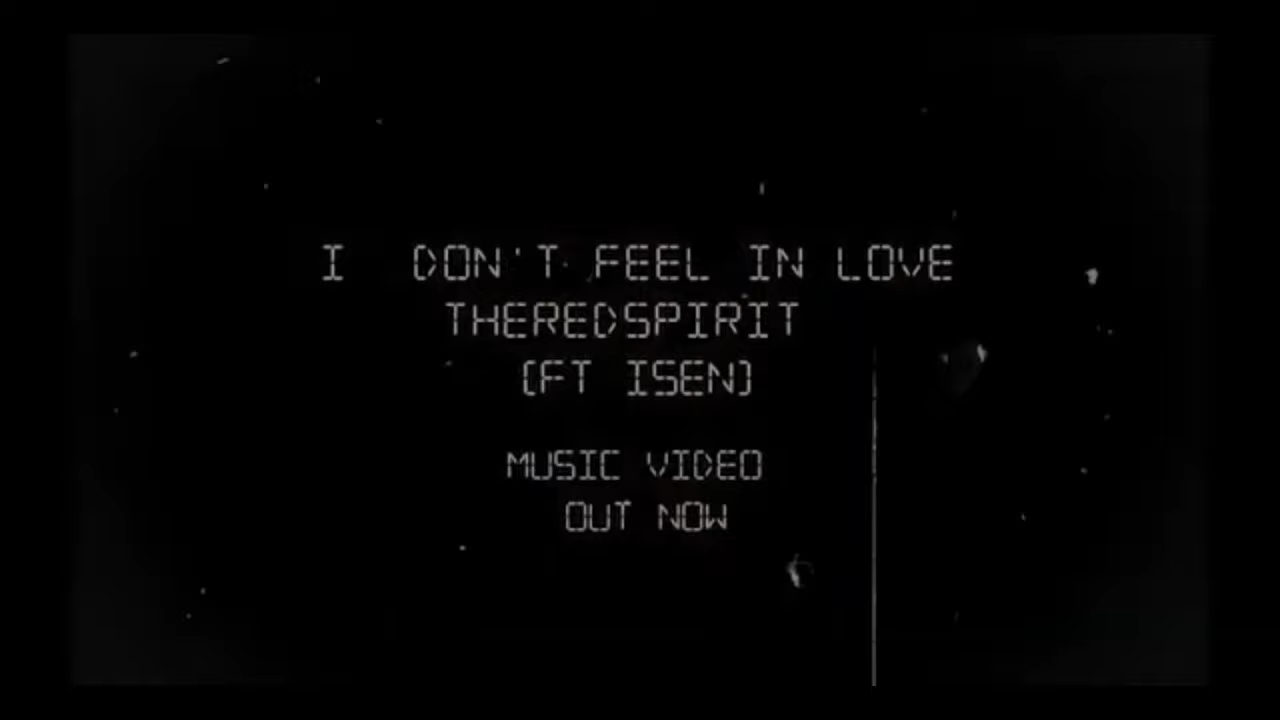 I DON'T FEEL IN LOVE
THEREDSPIRIT
(FT ISEN)
MUSIC VIDEO
OUT NOW